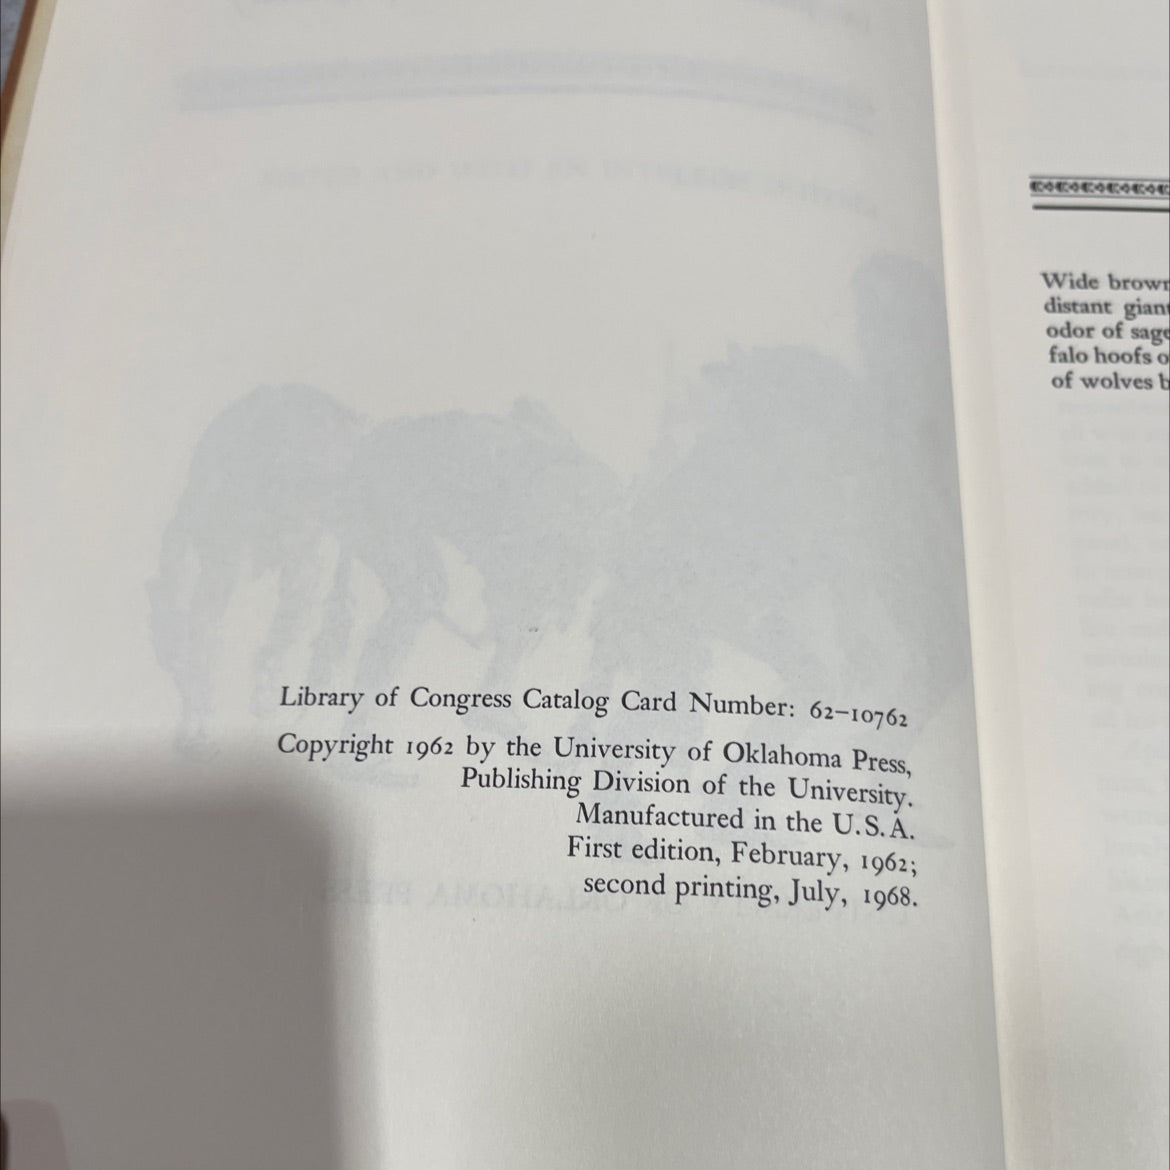 Library of Congress Catalog Card Number: 62–10762
Copyright 1962 by the University of Oklahoma Press,
Publishing Division of the University.
Manufactured in the U.S.A.
First edition, February, 1962;
second printing, July, 1968.
Wide brown
distant giant
odor of sage
falo hoofs o
of wolves b